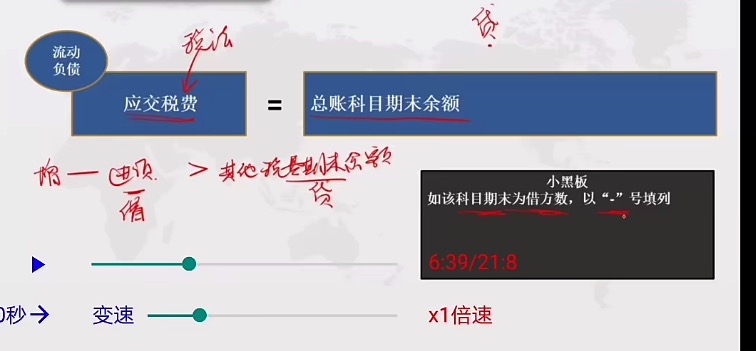 税法
贷
流动
负债
应交税费 = 总账科目期末余额
增一进项 > 其他税基期末余额
借
贷
小黑板
如该科目期末为借方数，以“-”号填列
6:39/21:8
0秒→ 变速 x1倍速